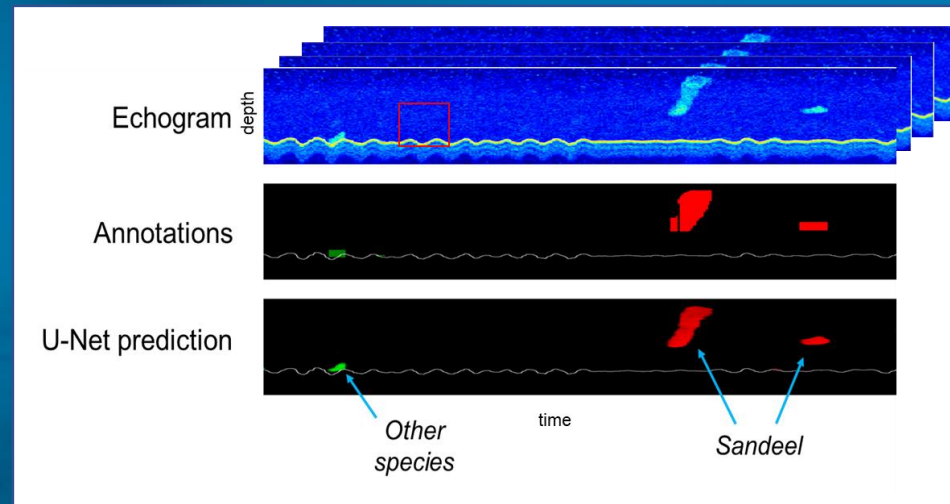 Echogram
depth
Annotations
U-Net prediction
Other
species
time
Sandeel